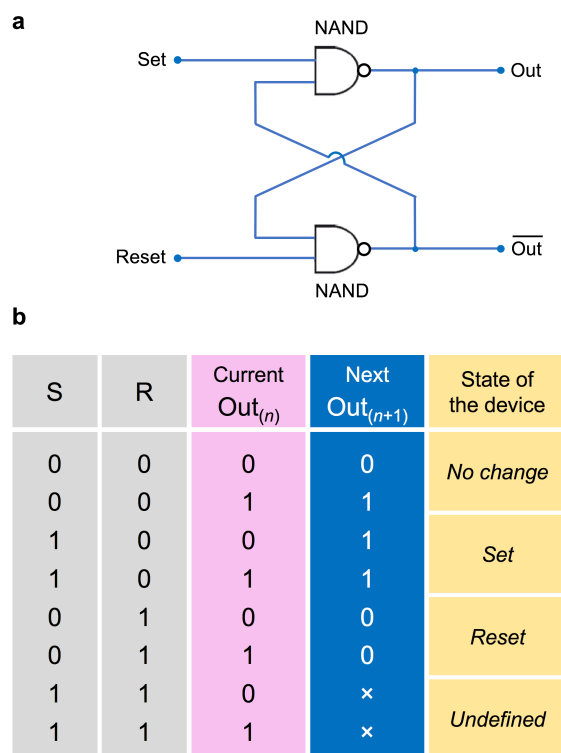 a
NAND
Set
Out
Reset
Out
NAND
b
S R Current Out(n) Next Out(n+1) State of the device
0 0 0 0 No change
0 0 1 1
1 0 0 1 Set
1 0 1 1
0 1 0 0 Reset
0 1 1 0
1 1 0 × Undefined
1 1 1 ×